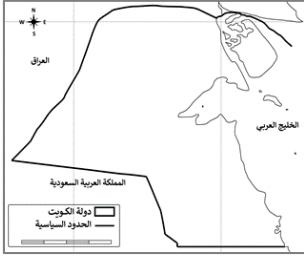 N
W E
S
العراق
الخليج العربي
المملكة العربية السعودية
دولة الكويت
الحدود السياسية